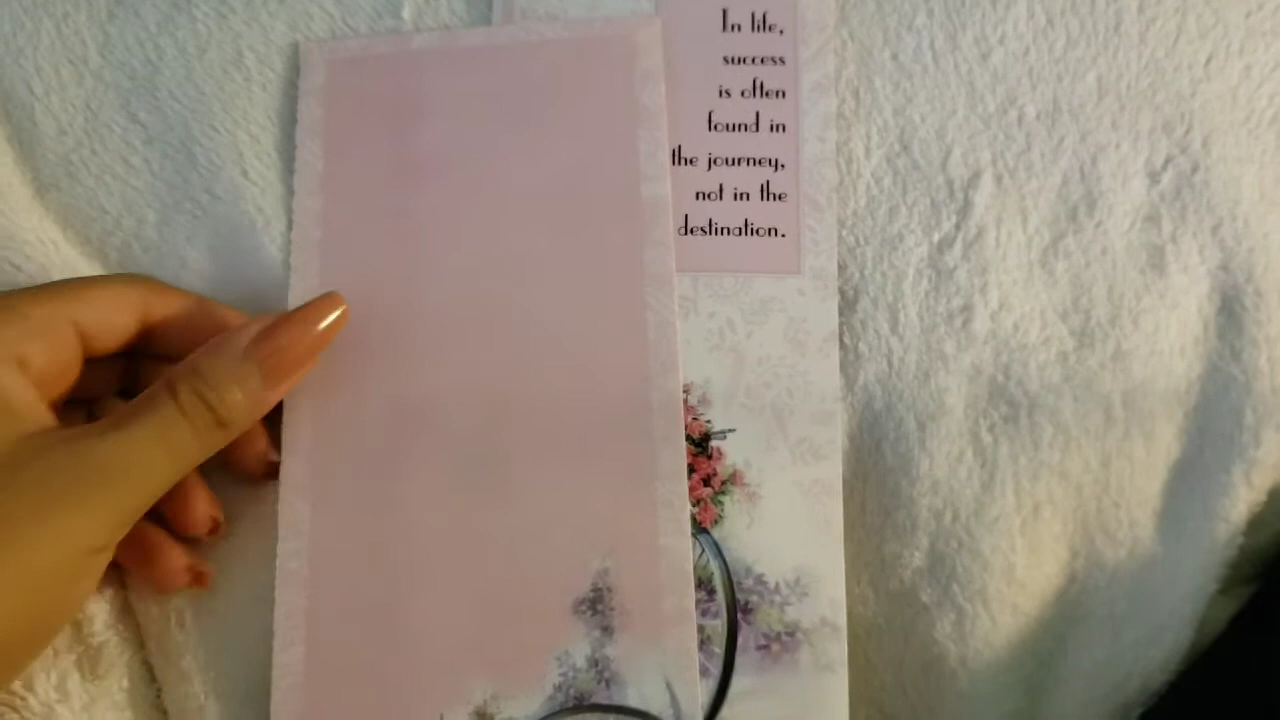 In life,
success
is often
found in
the journey,
not in the
destination.